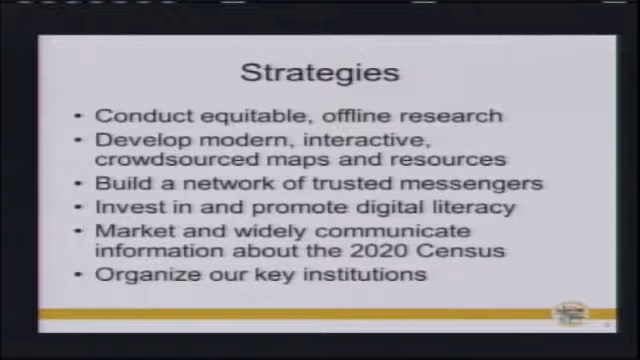 Strategies
• Conduct equitable, offline research
• Develop modern, interactive,
crowdsourced maps and resources
• Build a network of trusted messengers
• Invest in and promote digital literacy
• Market and widely communicate
information about the 2020 Census
• Organize our key institutions